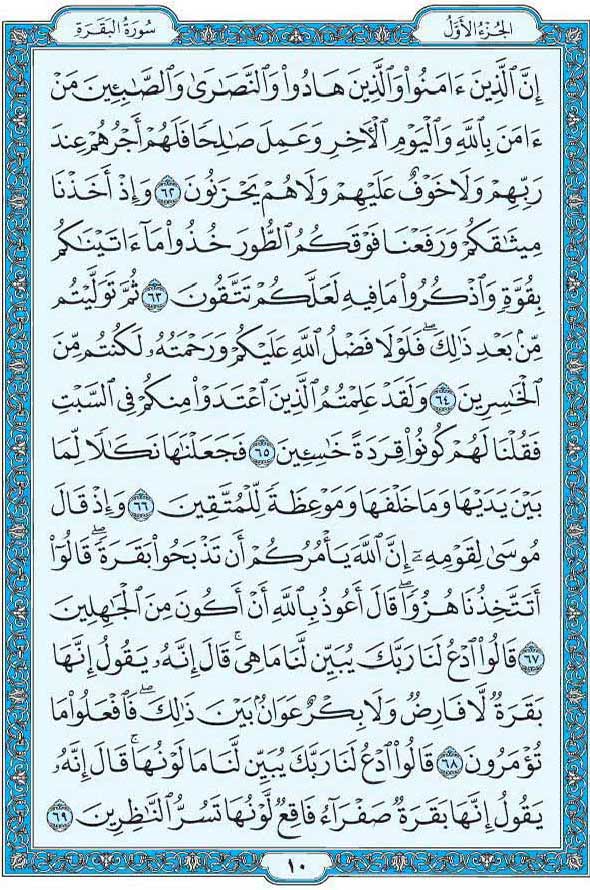 الجُزْءُ الأَوَّلُ
سُورَةُ البَقَرَةِ
إِنَّ ٱلَّذِينَ ءَامَنُواْ وَٱلَّذِينَ هَادُواْ وَٱلنَّصَٰرَىٰ وَٱلصَّٰبِـِٔينَ مَنْ
ءَامَنَ بِٱللَّهِ وَٱلْيَوْمِ ٱلْأٓخِرِ وَعَمِلَ صَٰلِحًا فَلَهُمْ أَجْرُهُمْ عِندَ
رَبِّهِمْ وَلَا خَوْفٌ عَلَيْهِمْ وَلَا هُمْ يَحْزَنُونَ ٦٢ وَإِذْ أَخَذْنَا
مِيثَٰقَكُمْ وَرَفَعْنَا فَوْقَكُمُ ٱلطُّورَ خُذُواْ مَآ ءَاتَيْنَٰكُم
بِقُوَّةٍ وَٱذْكُرُواْ مَا فِيهِ لَعَلَّكُمْ تَتَّقُونَ ٦٣ ثُمَّ تَوَلَّيْتُم
مِّنۢ بَعْدِ ذَٰلِكَۖ فَلَوْلَا فَضْلُ ٱللَّهِ عَلَيْكُمْ وَرَحْمَتُهُۥ لَكُنتُم مِّنَ
ٱلْخَٰسِرِينَ ٦٤ وَلَقَدْ عَلِمْتُمُ ٱلَّذِينَ ٱعْتَدَوْاْ مِنكُمْ فِى ٱلسَّبْتِ
فَقُلْنَا لَهُمْ كُونُواْ قِرَدَةً خَٰسِـِٔينَ ٦٥ فَجَعَلْنَٰهَا نَكَٰلًا لِّمَا
بَيْنَ يَدَيْهَا وَمَا خَلْفَهَا وَمَوْعِظَةً لِّلْمُتَّقِينَ ٦٦ وَإِذْ قَالَ
مُوسَىٰ لِقَوْمِهِۦٓ إِنَّ ٱللَّهَ يَأْمُرُكُمْ أَن تَذْبَحُواْ بَقَرَةًۖ قَالُوٓاْ
أَتَتَّخِذُنَا هُزُوًاۖ قَالَ أَعُوذُ بِٱللَّهِ أَنْ أَكُونَ مِنَ ٱلْجَٰهِلِينَ
٦٧ قَالُواْ ٱدْعُ لَنَا رَبَّكَ يُبَيِّن لَّنَا مَا هِىَۚ قَالَ إِنَّهُۥ يَقُولُ إِنَّهَا
بَقَرَةٌ لَّا فَارِضٌ وَلَا بِكْرٌ عَوَانٌۢ بَيْنَ ذَٰلِكَۖ فَٱفْعَلُواْ مَا
تُؤْمَرُونَ ٦٨ قَالُواْ ٱدْعُ لَنَا رَبَّكَ يُبَيِّن لَّنَا مَا لَوْنُهَاۚ قَالَ إِنَّهُۥ
يَقُولُ إِنَّهَا بَقَرَةٌ صَفْرَآءُ فَاقِعٌ لَّوْنُهَا تَسُرُّ ٱلنَّٰظِرِينَ ٦٩
١٠